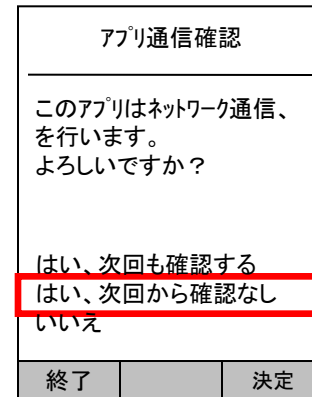 ｱﾌﾟﾘ通信確認
このｱﾌﾟﾘはﾈｯﾄﾜｰｸ通信、
を行います。
よろしいですか？
はい、次回も確認する
はい、次回から確認なし
いいえ
終了 決定